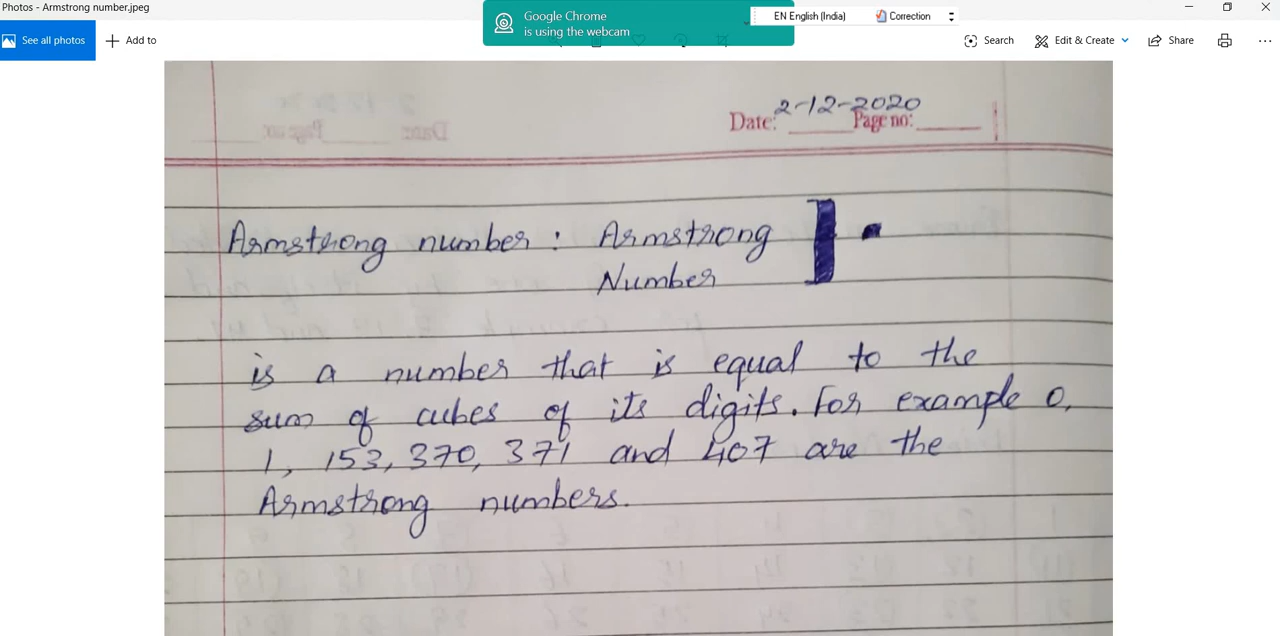 Photos - Armstrong number.jpeg
Google Chrome
is using the webcam
EN English (India) Correction
See all photos Add to
Search Edit & Create Share
2-12-2020
Date: Page no:
Armstrong number: Armstrong
Number
is a number that is equal to the
sum of cubes of its digits. For example 0,
1, 153, 370, 371 and 407 are the
Armstrong numbers.